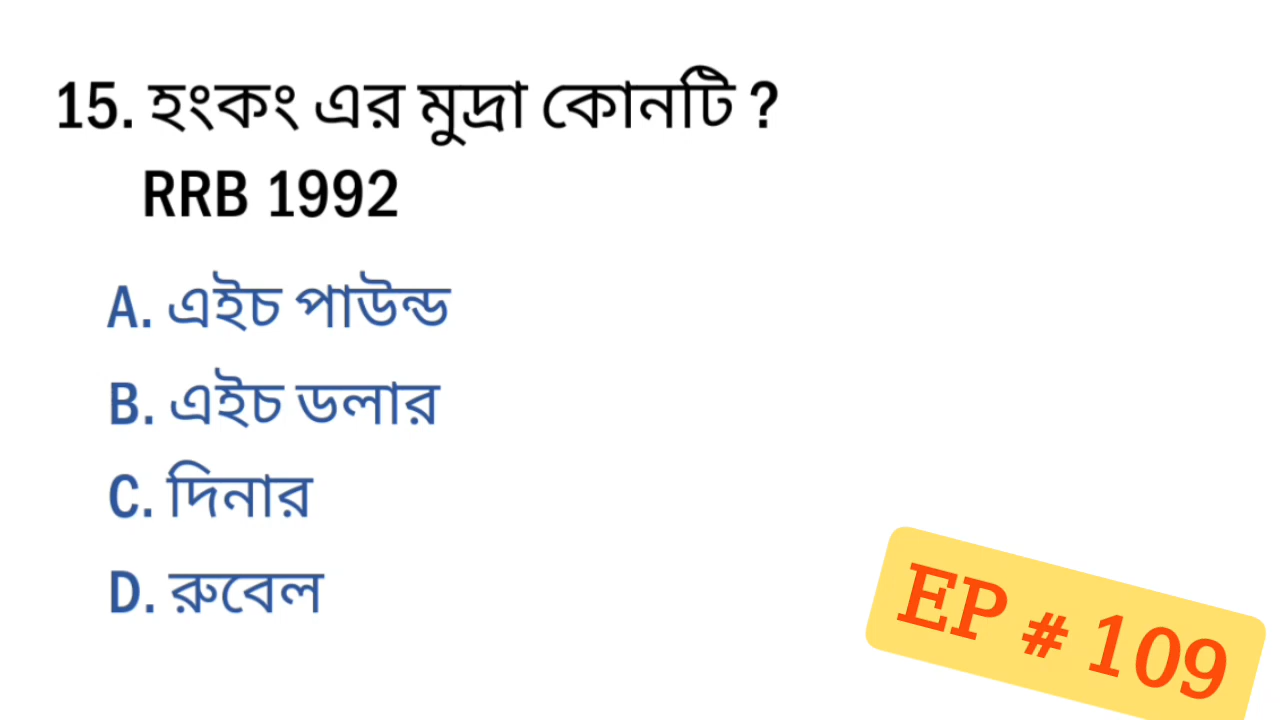 15. হংকং এর মুদ্রা কোনটি ?
RRB 1992
A. এইচ পাউন্ড
B. এইচ ডলার
C. দিনার
D. রুবেল
EP # 109